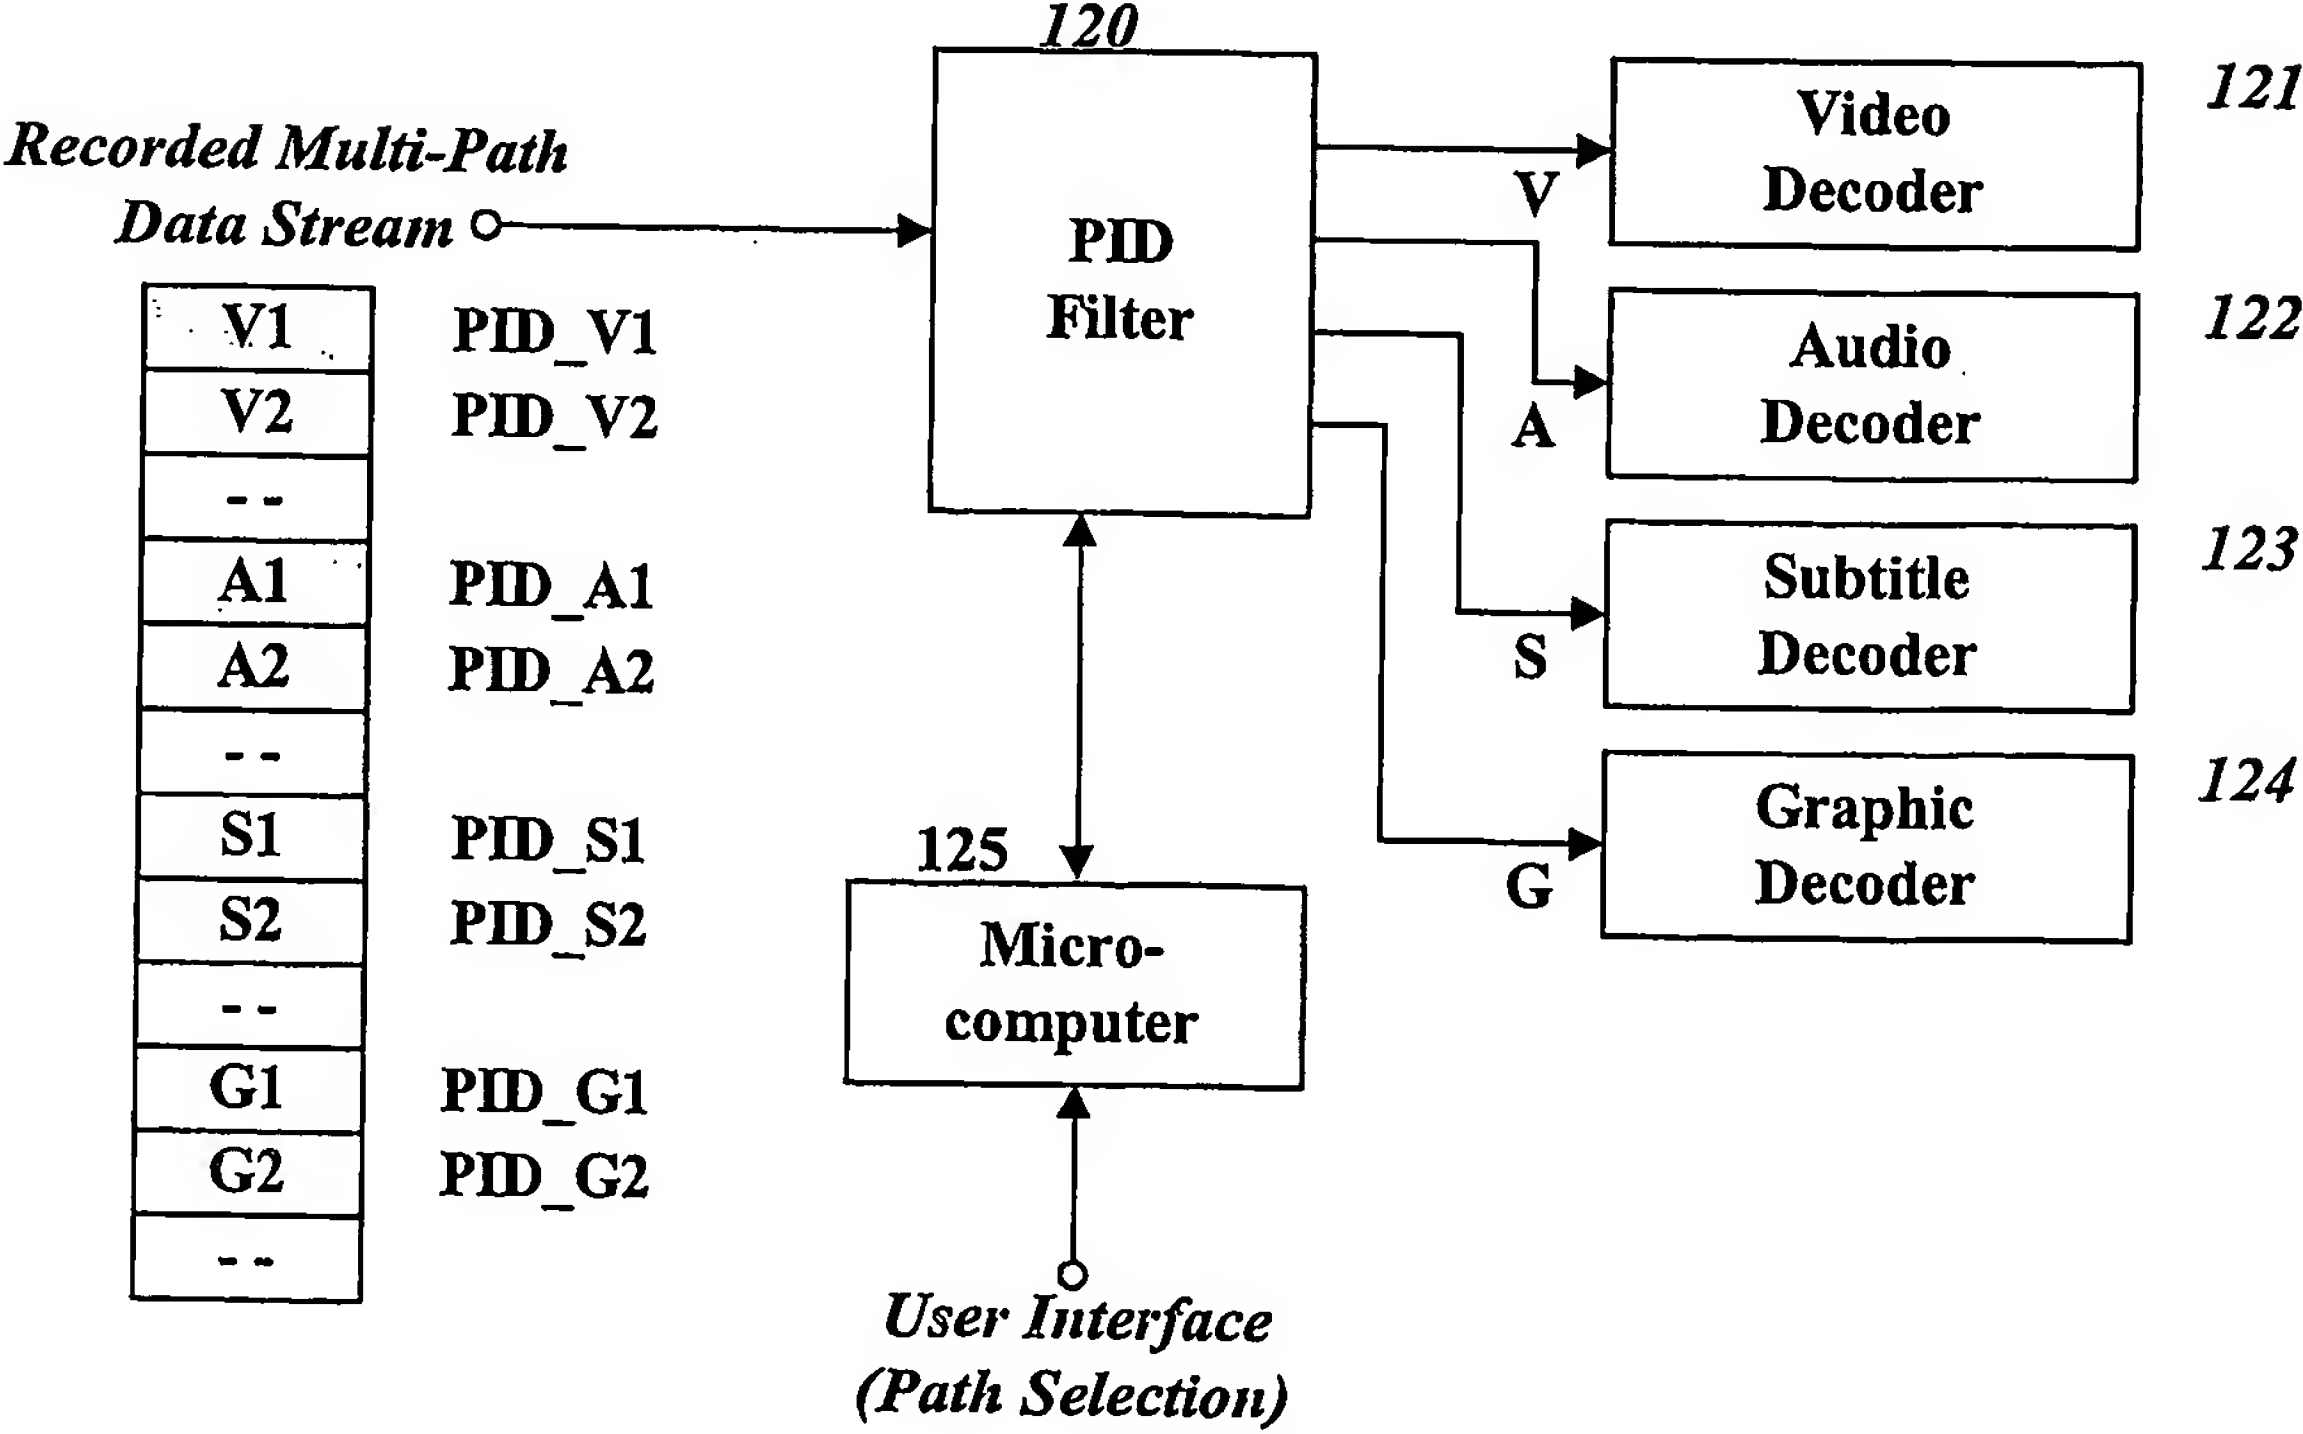 120
Recorded Multi-Path
Data Stream
PID
Filter
V
A
S
G
Video
Decoder
121
Audio
Decoder
122
Subtitle
Decoder
123
Graphic
Decoder
124
V1 PID_V1
V2 PID_V2
- -
A1 PID_A1
A2 PID_A2
- -
S1 PID_S1
S2 PID_S2
- -
G1 PID_G1
G2 PID_G2
- -
125
Micro-
computer
User Interface
(Path Selection)